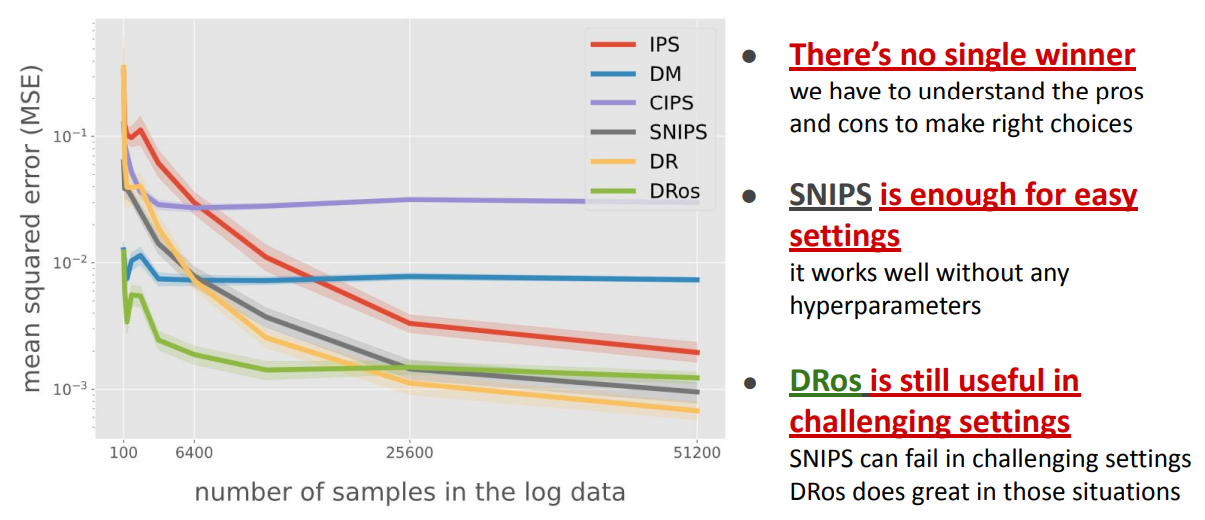 mean squared error (MSE)
10⁻¹
10⁻²
10⁻³
100
6400
25600
51200
number of samples in the log data
IPS
DM
CIPS
SNIPS
DR
DRos
● There’s no single winner
we have to understand the pros
and cons to make right choices
● SNIPS is enough for easy
settings
it works well without any
hyperparameters
● DRos is still useful in
challenging settings
SNIPS can fail in challenging settings
DRos does great in those situations